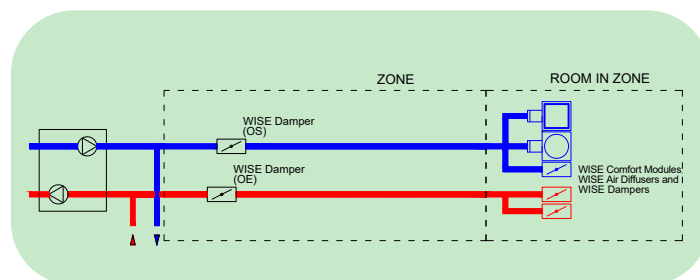 ZONE
ROOM IN ZONE
WISE Damper
(OS)
WISE Damper
(OE)
WISE Comfort Modules
WISE Air Diffusers and
WISE Dampers